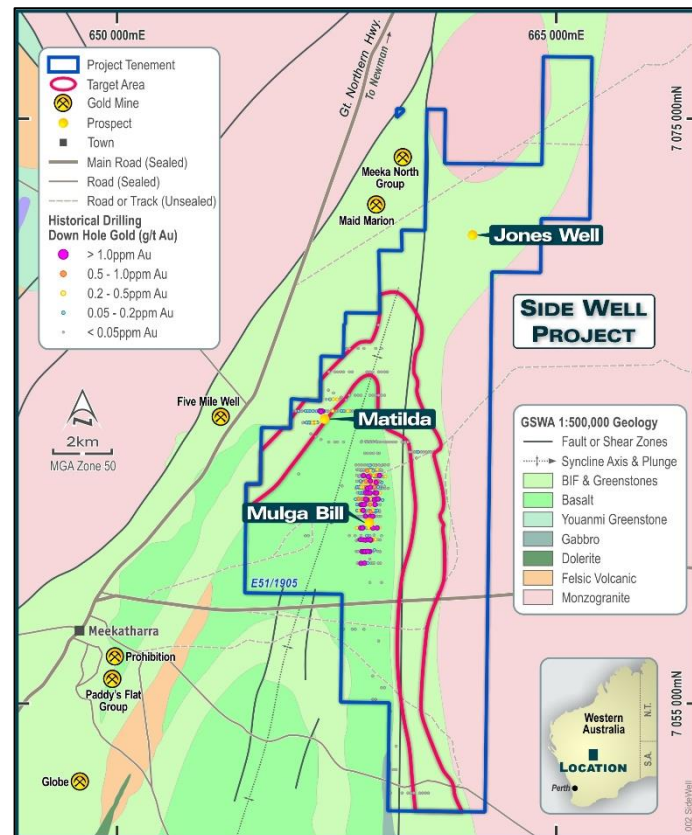 650 000mE
665 000mE
7 075 000mN
7 055 000mN
Project Tenement
Target Area
Gold Mine
Prospect
Town
Main Road (Sealed)
Road (Sealed)
Road or Track (Unsealed)
Historical Drilling
Down Hole Gold (g/t Au)
> 1.0ppm Au
0.5 - 1.0ppm Au
0.2 - 0.5ppm Au
0.05 - 0.2ppm Au
< 0.05ppm Au
Gt. Northern Hwy.
To Newman
Meeka North
Group
Maid Marion
Jones Well
SIDE WELL
PROJECT
Five Mile Well
N
2km
MGA Zone 50
Matilda
Mulga Bill
E51/1905
GSWA 1:500,000 Geology
Fault or Shear Zones
Syncline Axis & Plunge
BIF & Greenstones
Basalt
Youanmi Greenstone
Gabbro
Dolerite
Felsic Volcanic
Monzogranite
Meekatharra
Prohibition
Paddy's Flat
Group
Globe
Western
Australia
N.T.
S.A.
LOCATION
Perth
002 SideWell